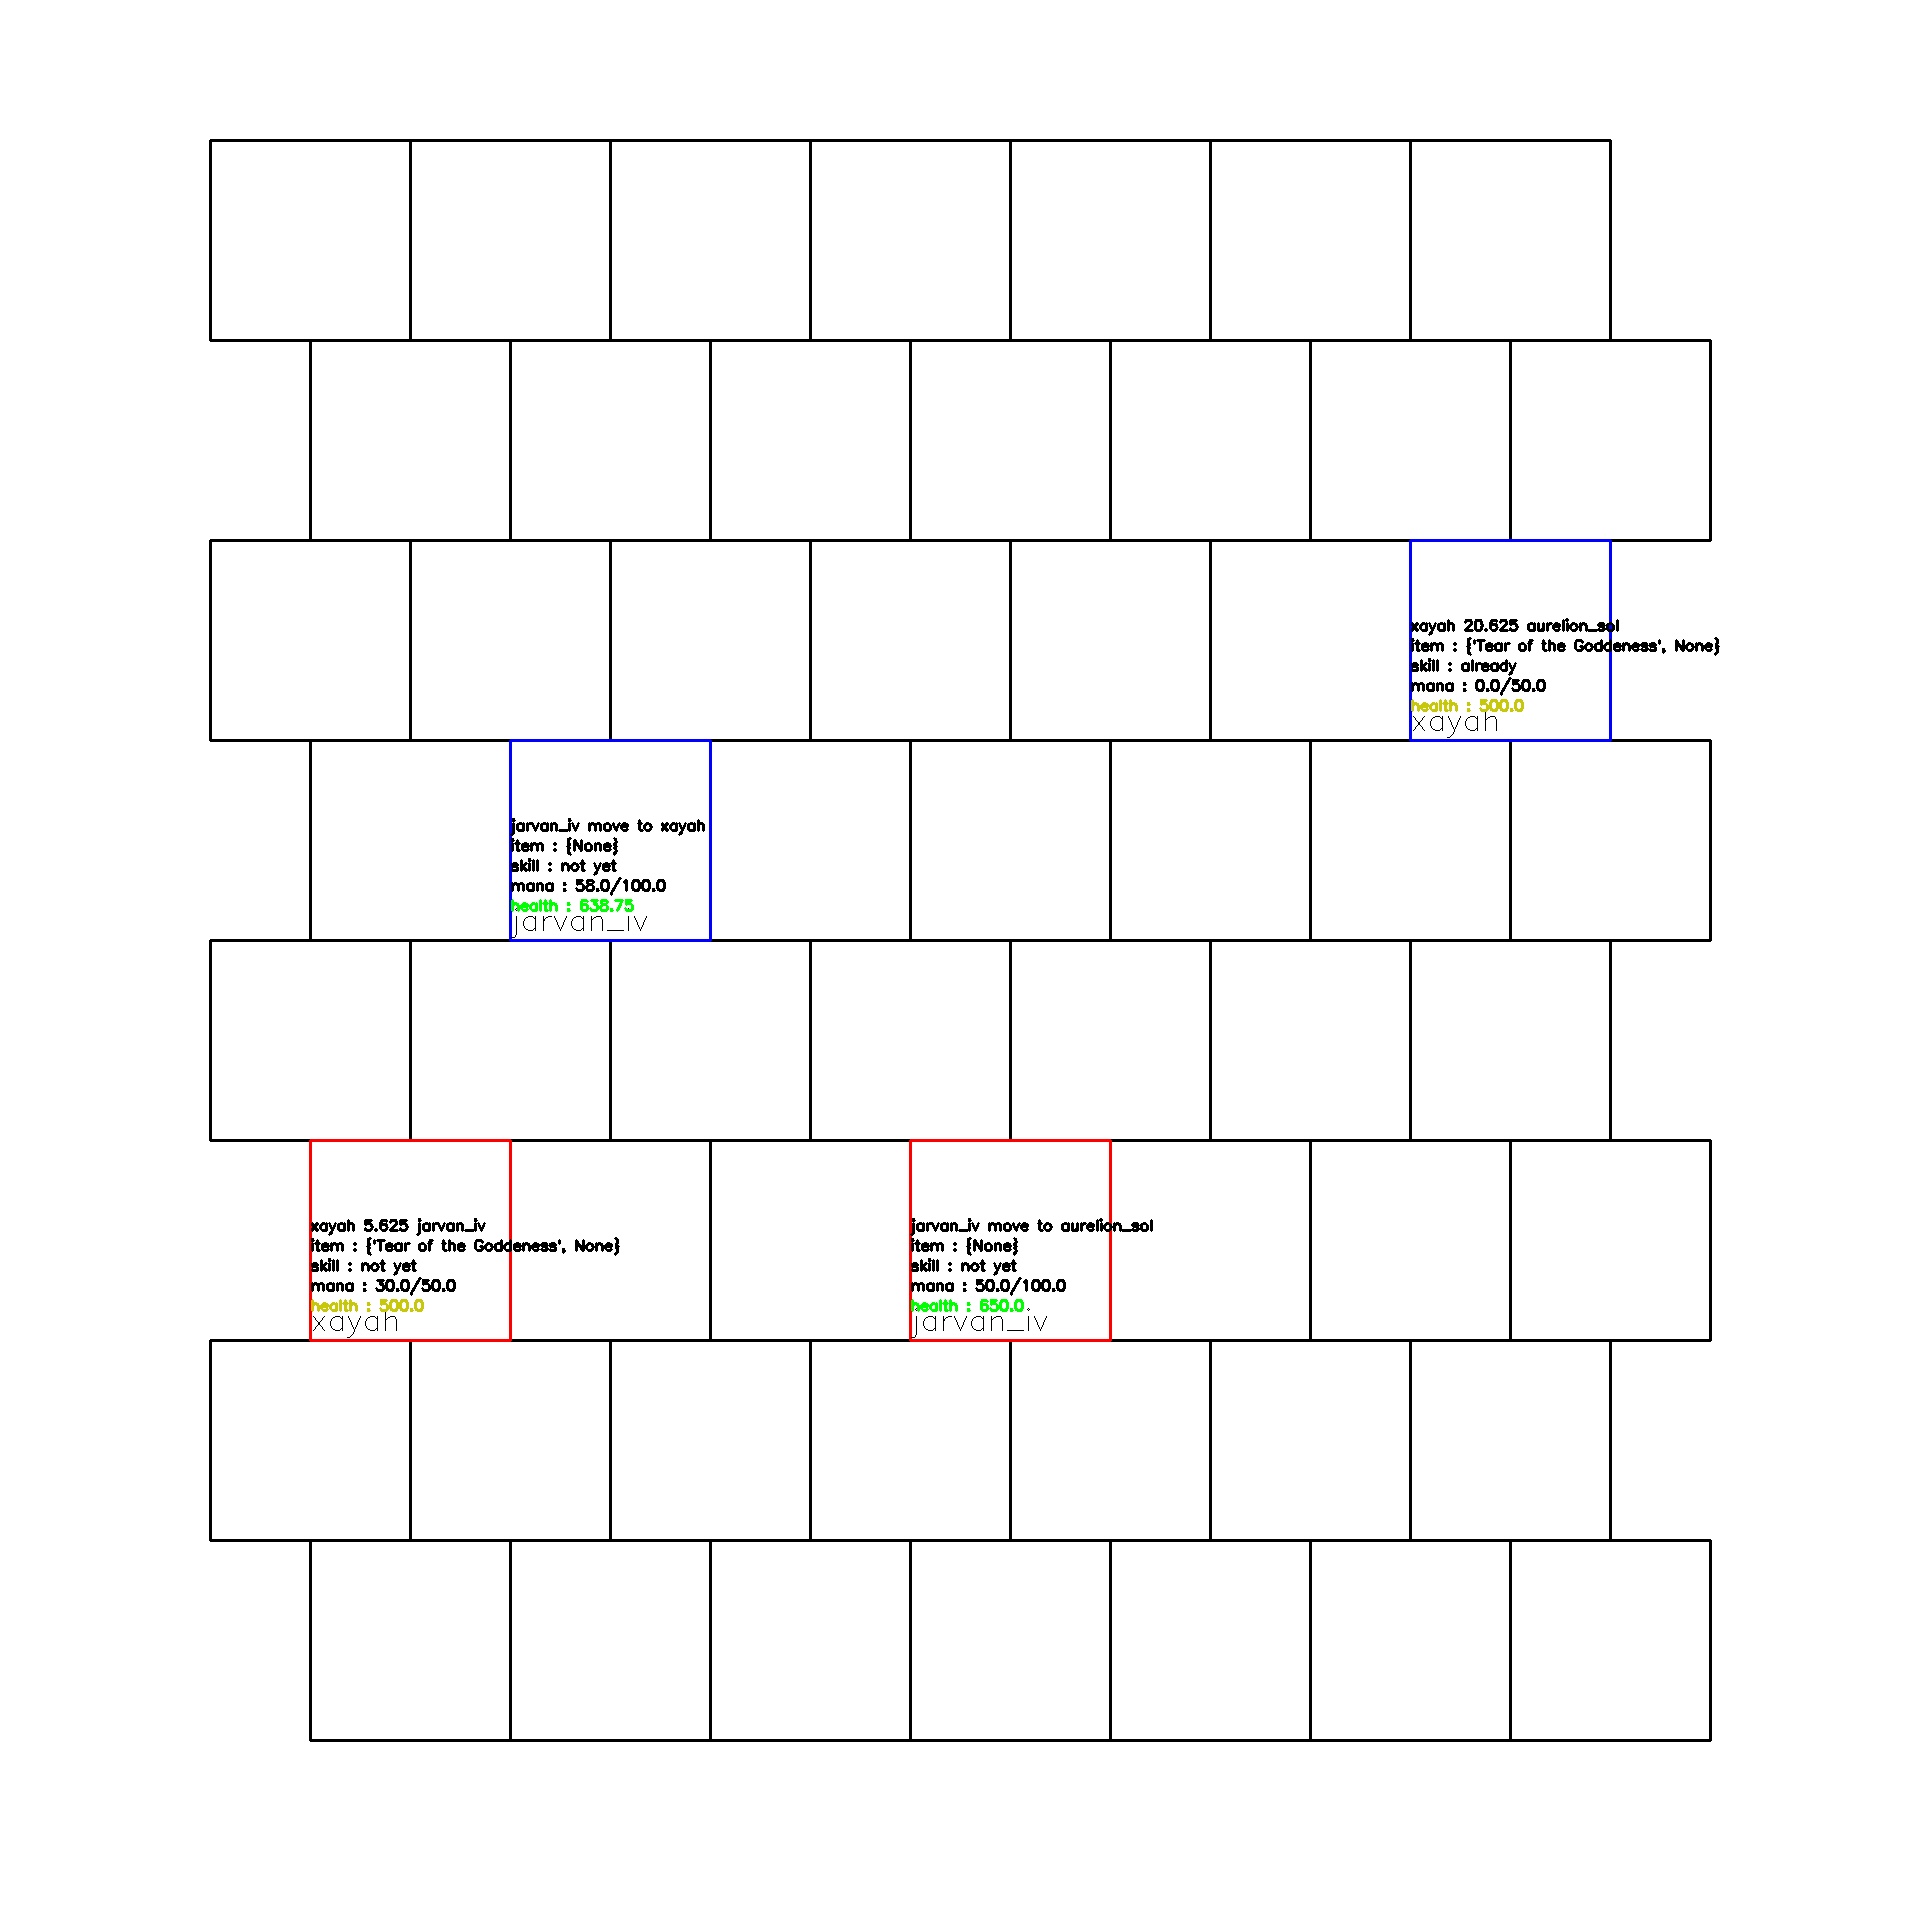 xayah 20.625 aurelion_sol
item : {'Tear of the Goddeness', None}
skill : already
mana : 0.0/50.0
health : 500.0
xayah
jarvan_iv move to xayah
item : {None}
skill : not yet
mana : 58.0/100.0
health : 638.75
jarvan_iv
xayah 5.625 jarvan_iv
item : {'Tear of the Goddeness', None}
skill : not yet
mana : 30.0/50.0
health : 500.0
xayah
jarvan_iv move to aurelion_sol
item : {None}
skill : not yet
mana : 50.0/100.0
health : 650.0
jarvan_iv